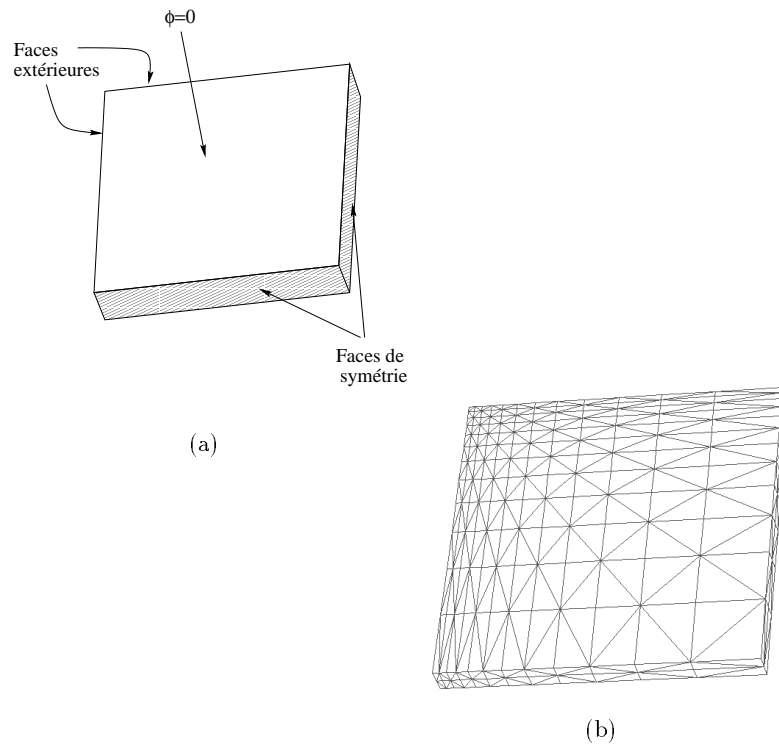 ϕ=0
Faces
extérieures
Faces de
symétrie
(a)
(b)